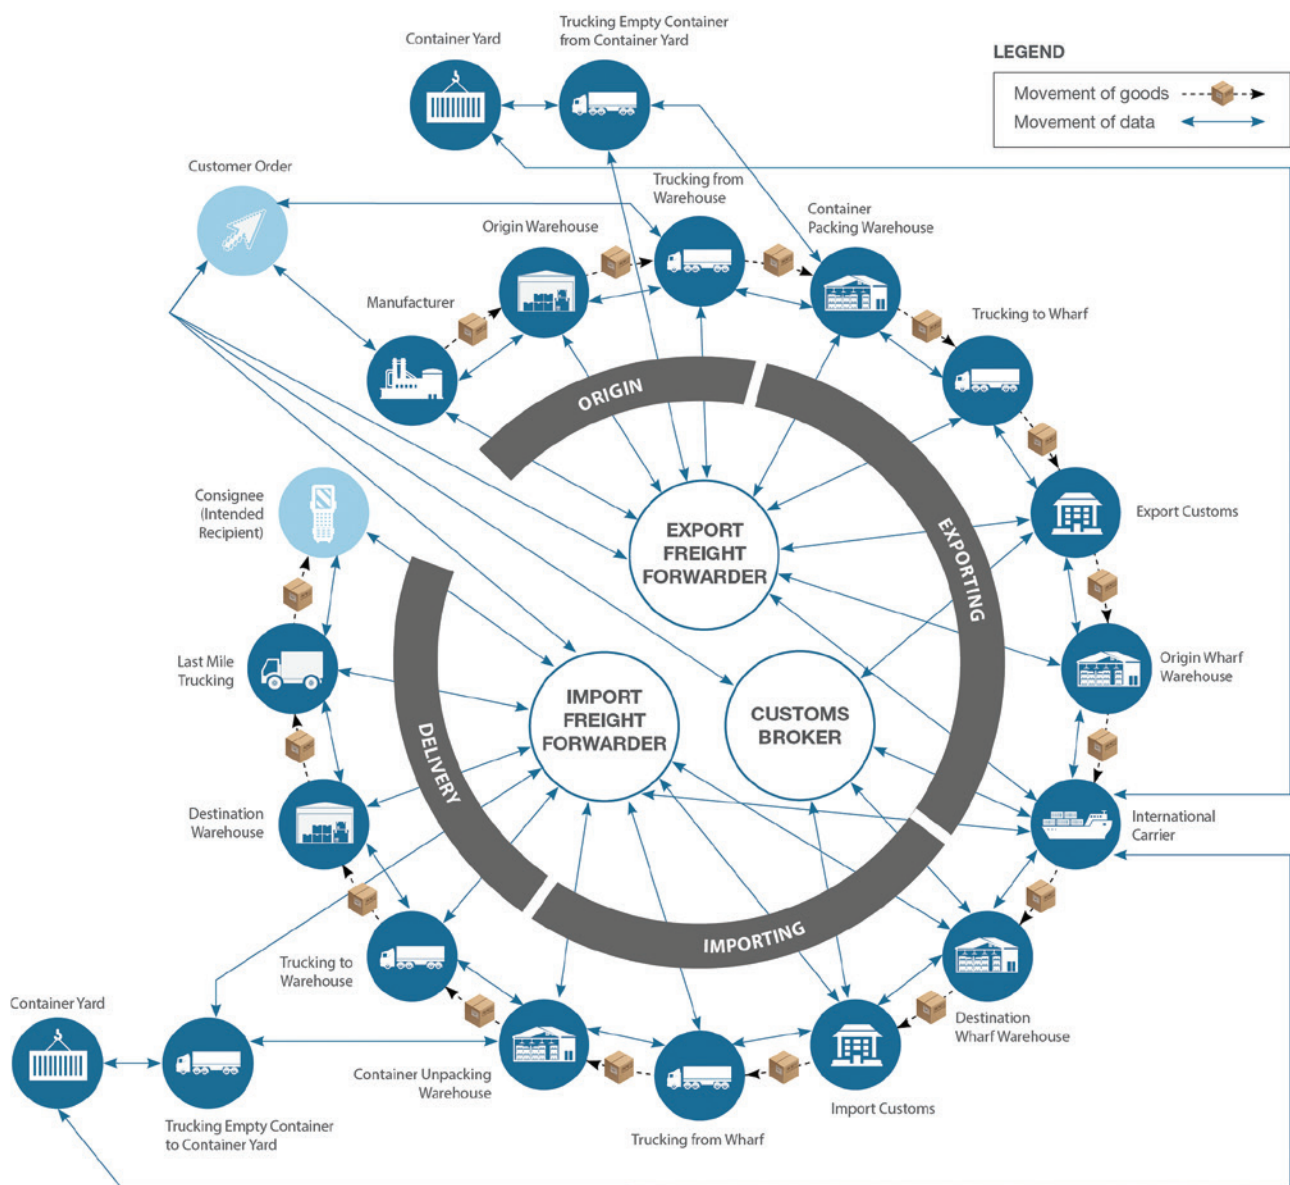 Container Yard
Trucking Empty Container
from Container Yard
LEGEND
Movement of goods
Movement of data
Customer Order
Trucking from
Warehouse
Container
Packing Warehouse
Origin Warehouse
Manufacturer
Trucking to Wharf
ORIGIN
Consignee
(Intended
Recipient)
EXPORT
FREIGHT
FORWARDER
EXPORTING
Export Customs
Last Mile
Trucking
IMPORT
FREIGHT
FORWARDER
CUSTOMS
BROKER
Origin Wharf
Warehouse
DELIVERY
Destination
Warehouse
International
Carrier
IMPORTING
Trucking to
Warehouse
Container Yard
Destination
Wharf Warehouse
Container Unpacking
Warehouse
Import Customs
Trucking Empty Container
to Container Yard
Trucking from Wharf